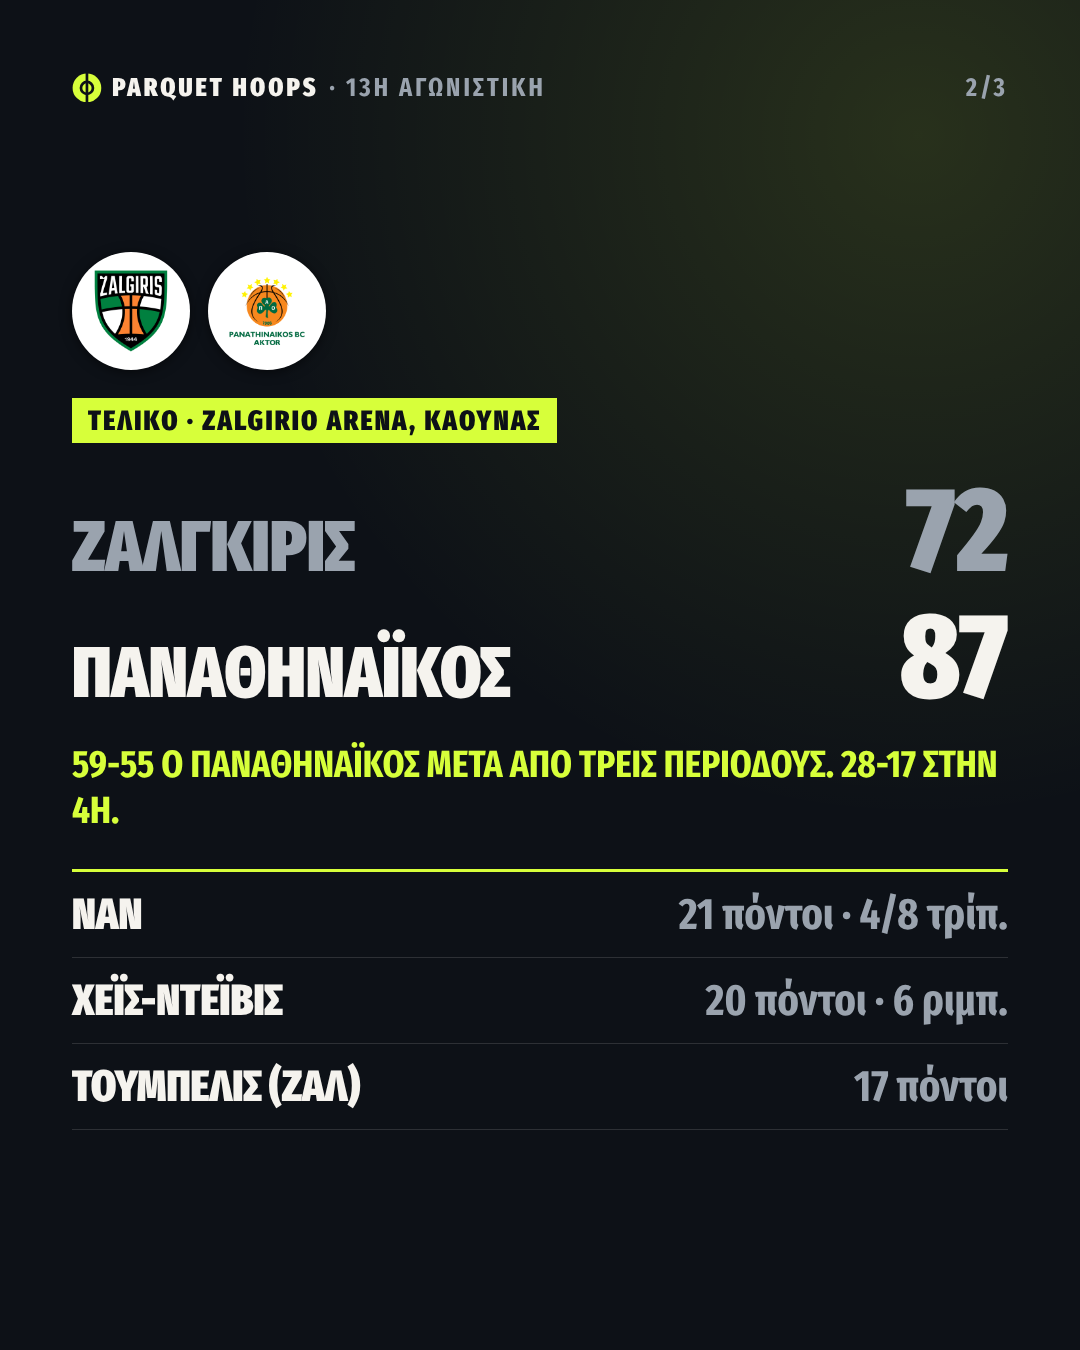 PARQUET HOOPS · 13Η ΑΓΩΝΙΣΤΙΚΗ
2/3
ZALGIRIS
1944
PANATHINAIKOS BC
AKTOR
ΤΕΛΙΚΟ · ZALGIRIO ARENA, ΚΑΟΥΝΑΣ
ΖΑΛΓΚΙΡΙΣ 72
ΠΑΝΑΘΗΝΑΪΚΟΣ 87
59-55 Ο ΠΑΝΑΘΗΝΑΪΚΟΣ ΜΕΤΑ ΑΠΟ ΤΡΕΙΣ ΠΕΡΙΟΔΟΥΣ. 28-17 ΣΤΗΝ
4Η.
ΝΑΝ 21 πόντοι · 4/8 τρίπ.
ΧΕΪΣ-ΝΤΕΪΒΙΣ 20 πόντοι · 6 ριμπ.
ΤΟΥΜΠΕΛΙΣ (ΖΑΛ) 17 πόντοι